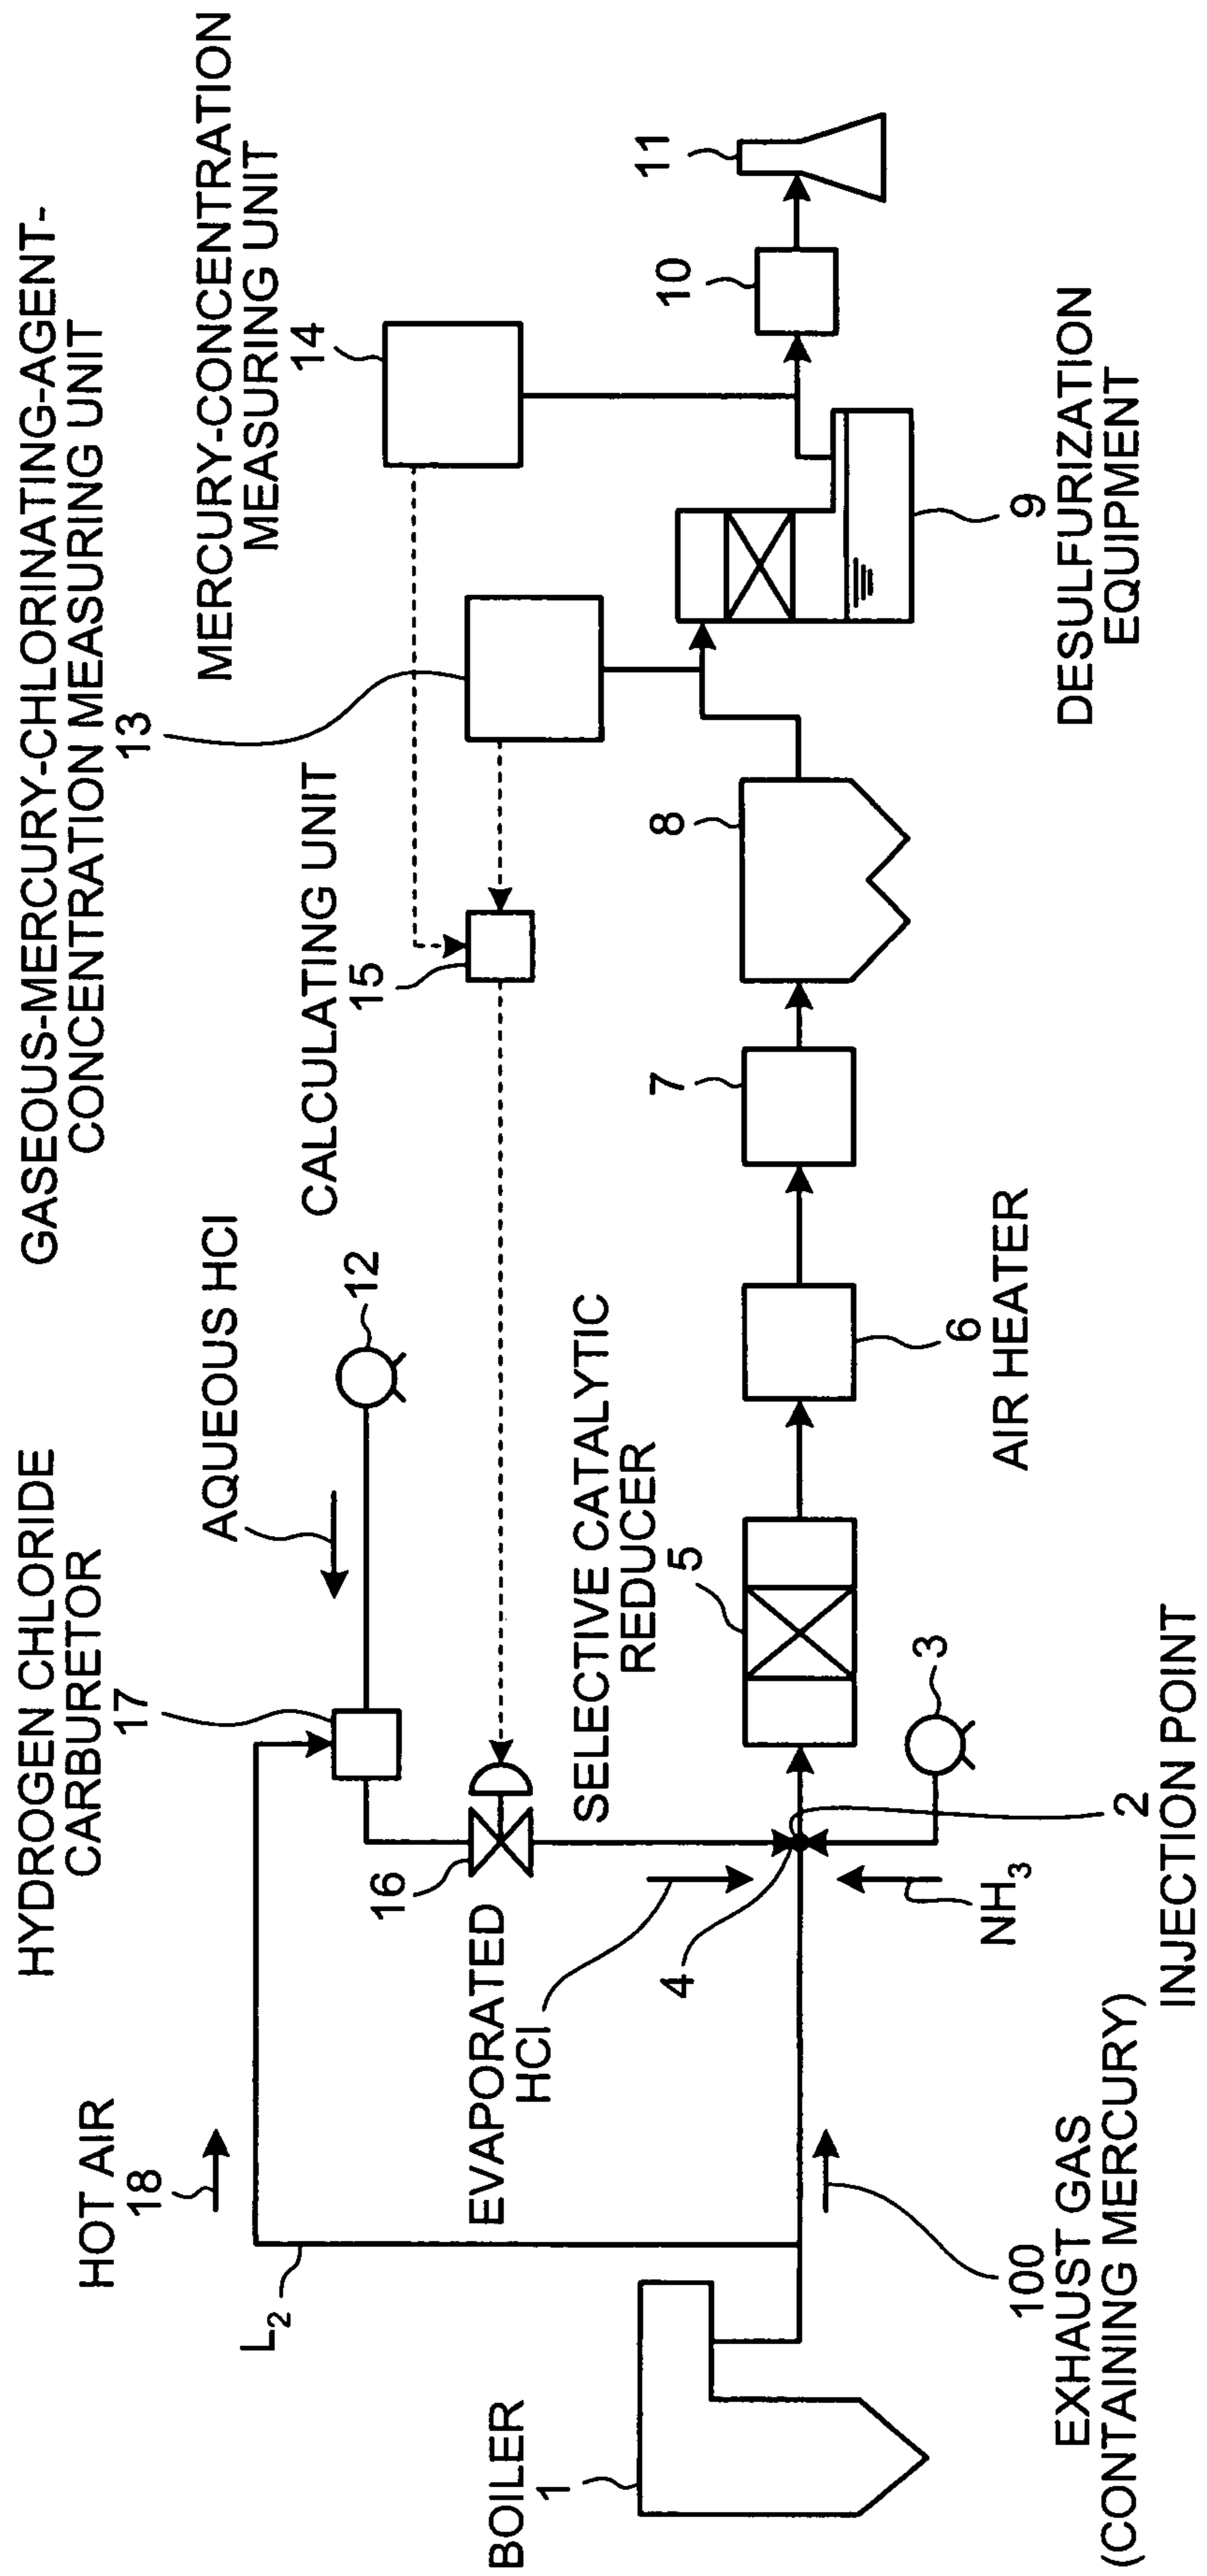 GASEOUS-MERCURY-CHLORINATING-AGENT-
CONCENTRATION MEASURING UNIT
13
MERCURY-CONCENTRATION
MEASURING UNIT
14
HYDROGEN CHLORIDE
CARBURETOR
17
AQUEOUS HCl
12
CALCULATING UNIT
15
HOT AIR
18
L2
16
EVAPORATED
HCl
4
SELECTIVE CATALYTIC
REDUCER
5
BOILER
1
7
8
10
11
6
AIR HEATER
9
DESULFURIZATION
EQUIPMENT
3
NH3
2
INJECTION POINT
100
EXHAUST GAS
(CONTAINING MERCURY)